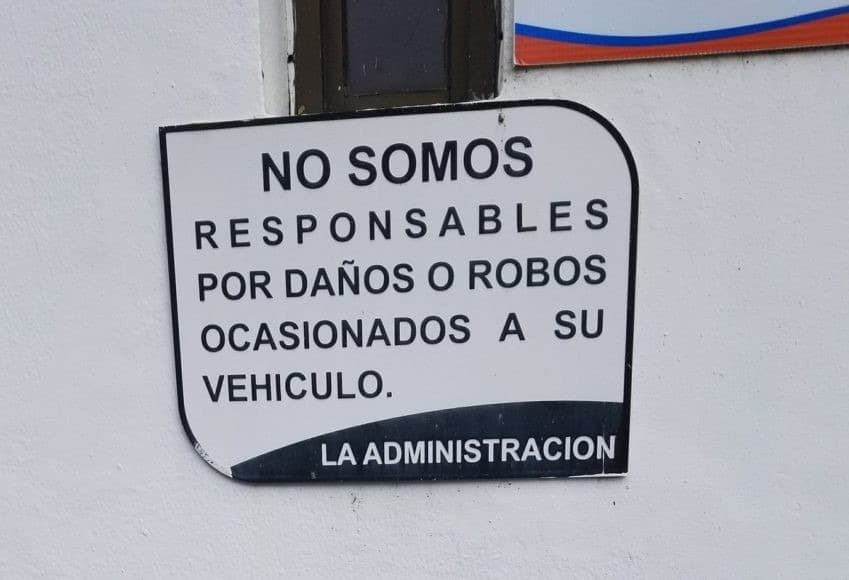 NO SOMOS
RESPONSABLES
POR DAÑOS O ROBOS
OCASIONADOS A SU
VEHICULO.
LA ADMINISTRACION